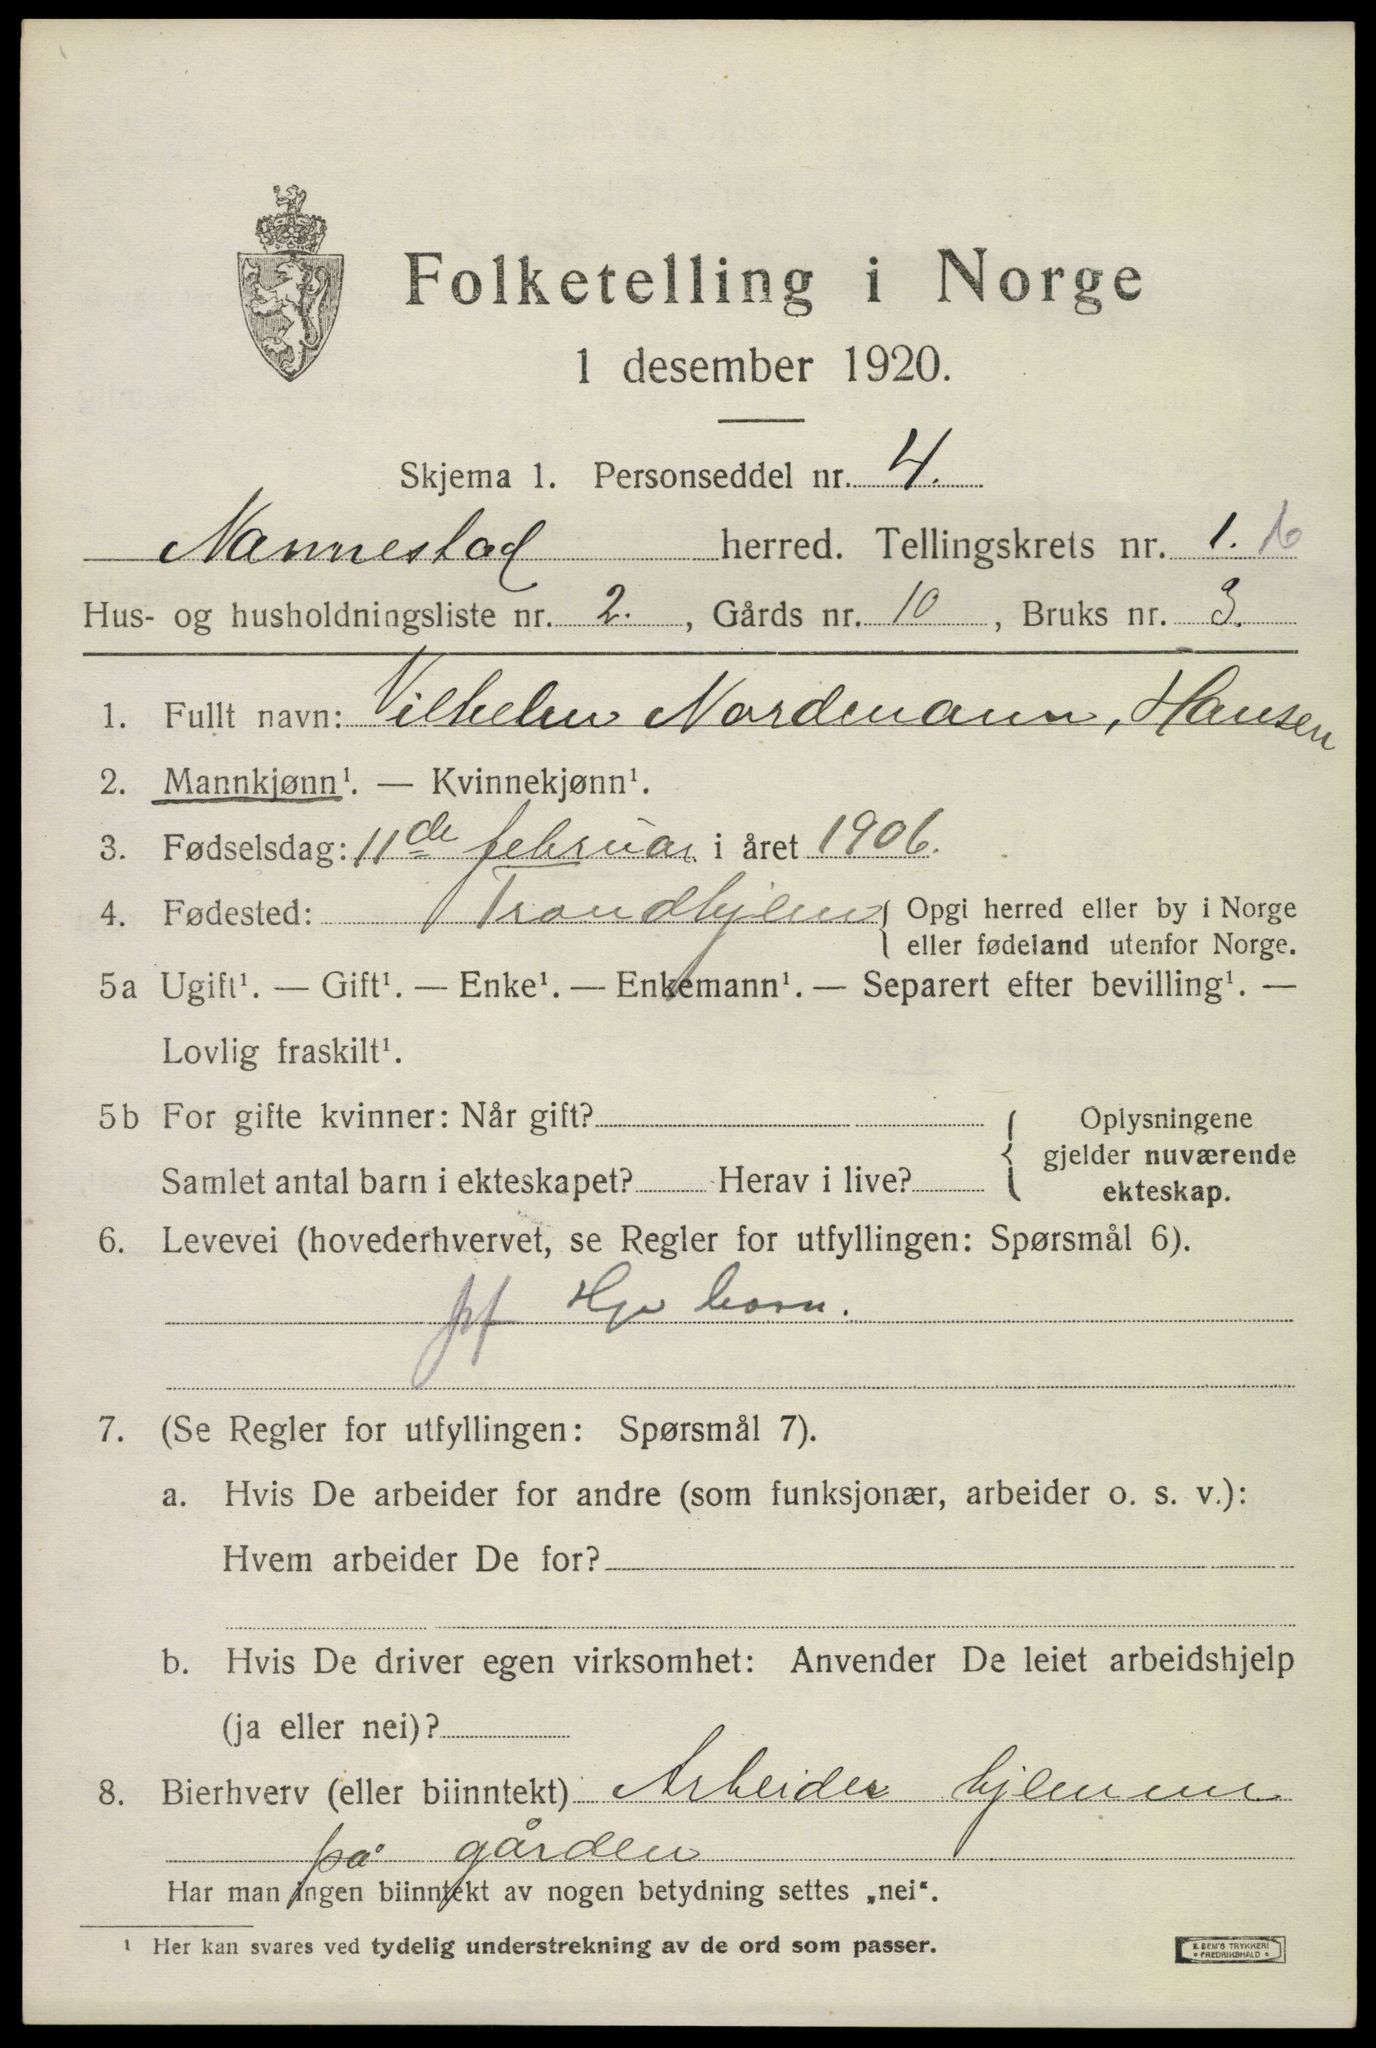 Folketelling i Norge
1 desember 1920.
Skjema 1. Personseddel nr. 4.
Nannestad herred. Tellingskrets nr. 1. b
Hus- og husholdningsliste nr. 2. , Gårds nr. 10 , Bruks nr. 3.
1. Fullt navn: Vilhelm Nordmann, Hansen
2. Mannkjønn¹. — Kvinnekjønn¹.
3. Fødselsdag: 11de februar i året 1906.
4. Fødested: Trondhjem { Opgi herred eller by i Norge
eller fødeland utenfor Norge.
5a Ugift¹. — Gift¹. — Enke¹. — Enkemann¹. — Separert efter bevilling¹. —
Lovlig fraskilt¹.
5b For gifte kvinner: Når gift?
Samlet antal barn i ekteskapet? Herav i live?
{ Oplysningene
gjelder nuværende
ekteskap.
6. Levevei (hovederhvervet, se Regler for utfyllingen: Spørsmål 6).
barn.
7. (Se Regler for utfyllingen: Spørsmål 7).
a. Hvis De arbeider for andre (som funksjonær, arbeider o. s. v.):
Hvem arbeider De for?
b. Hvis De driver egen virksomhet: Anvender De leiet arbeidshjelp
(ja eller nei)?
8. Bierhverv (eller biinntekt) Arbeider hjemme
på gården
Har man ingen biinntekt av nogen betydning settes „nei“.
¹ Her kan svares ved tydelig understrekning av de ord som passer.
E. SEM'S TRYKKERI
• FREDRIKSHALD •